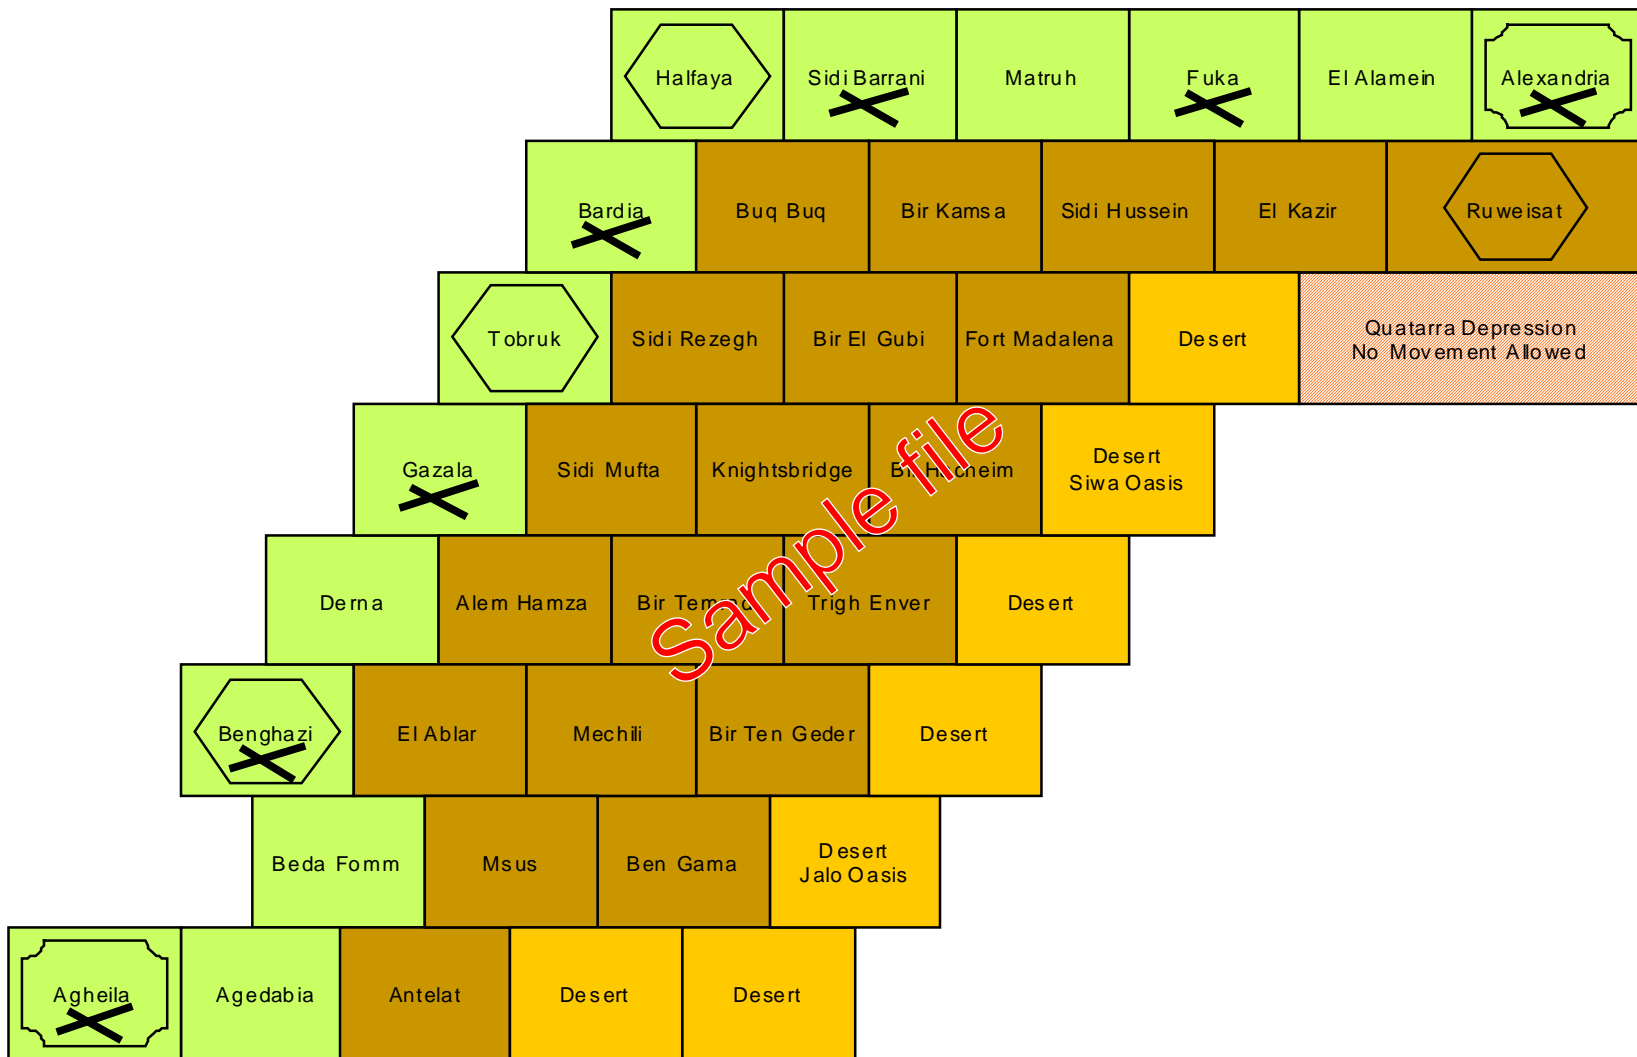 Halfaya
Sidi Barrani
Matruh
Fuka
El Alamein
Alexandria
Bardia
Buq Buq
Bir Kamsa
Sidi Hussein
El Kazir
Ruweisat
Tobruk
Sidi Rezegh
Bir El Gubi
Fort Madalena
Desert
Quatarra Depression
No Movement Allowed
Gazala
Sidi Mufta
Knightsbridge
Bir Hacheim
Desert
Siwa Oasis
Derna
Alem Hamza
Bir
Trigh Enver
Desert
Sample file
Benghazi
El Ablar
Mechili
Bir Ten Geder
Desert
Beda Fomm
Msus
Ben Gama
Desert
Jalo Oasis
Agheila
Agedabia
Antelat
Desert
Desert